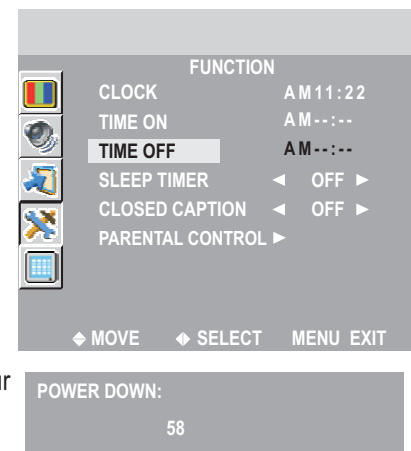 FUNCTION
CLOCK AM11:22
TIME ON AM--:--
TIME OFF AM--:--
SLEEP TIMER ◄ OFF ►
CLOSED CAPTION ◄ OFF ►
PARENTAL CONTROL ►
MOVE SELECT MENU EXIT
POWER DOWN:
58